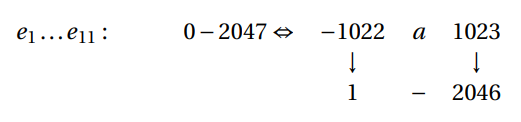 e₁…e₁₁ : 0 – 2047 ⇔ –1022 a 1023
↓ ↓
1 – 2046